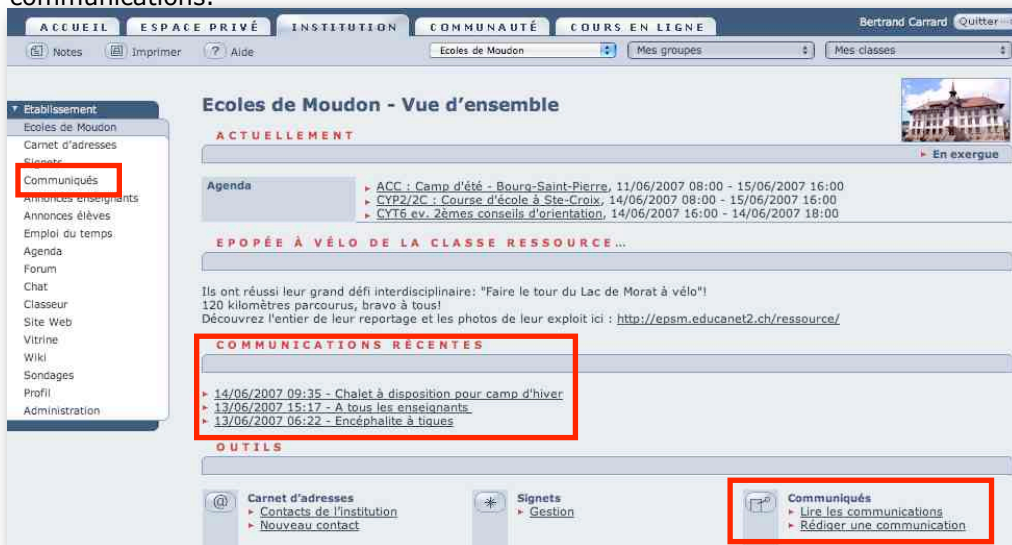 communications.
ACCUEIL ESPACE PRIVÉ INSTITUTION COMMUNAUTÉ COURS EN LIGNE Bertrand Carrard Quitter
Notes Imprimer ? Aide Ecoles de Moudon Mes groupes Mes classes
Etablissement
Ecoles de Moudon
Carnet d'adresses
Signets
Communiqués
Annonces enseignants
Annonces élèves
Emploi du temps
Agenda
Forum
Chat
Classeur
Site Web
Vitrine
Wiki
Sondages
Profil
Administration
Ecoles de Moudon - Vue d'ensemble
ACTUELLEMENT
En exergue
Agenda
ACC : Camp d'été - Bourg-Saint-Pierre, 11/06/2007 08:00 - 15/06/2007 16:00
CYP2/2C : Course d'école à Ste-Croix, 14/06/2007 08:00 - 15/06/2007 16:00
CYT6 ev. 2èmes conseils d'orientation, 14/06/2007 16:00 - 14/06/2007 18:00
EPOPÉE À VÉLO DE LA CLASSE RESSOURCE...
Ils ont réussi leur grand défi interdisciplinaire: "Faire le tour du Lac de Morat à vélo"!
120 kilomètres parcourus, bravo à tous!
Découvrez l'entier de leur reportage et les photos de leur exploit ici : http://epsm.educanet2.ch/ressource/
COMMUNICATIONS RÉCENTES
14/06/2007 09:35 - Chalet à disposition pour camp d'hiver
13/06/2007 15:17 - A tous les enseignants
13/06/2007 06:22 - Encéphalite à tiques
OUTILS
@ Carnet d'adresses
Contacts de l'institution
Nouveau contact
Signets
Gestion
Communiqués
Lire les communications
Rédiger une communication